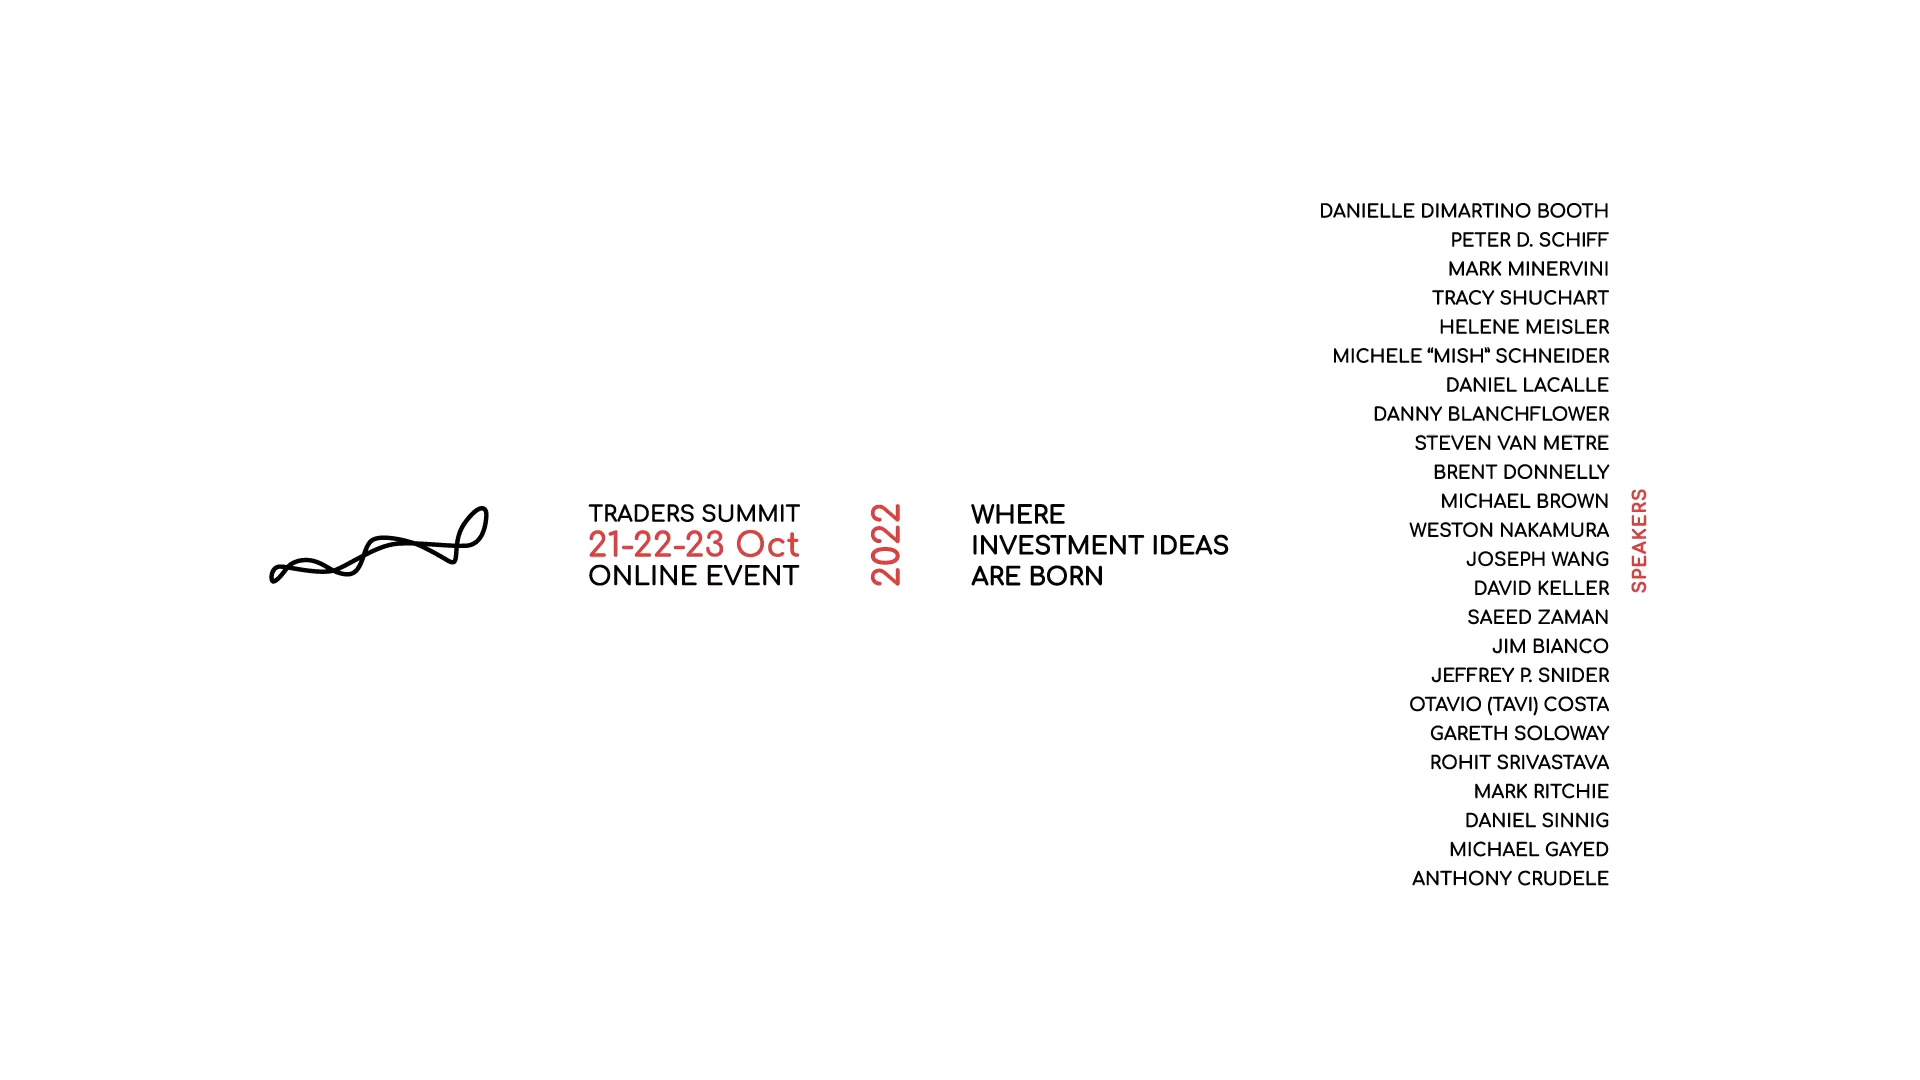 TRADERS SUMMIT
21-22-23 Oct
ONLINE EVENT
2022
WHERE
INVESTMENT IDEAS
ARE BORN
DANIELLE DIMARTINO BOOTH
PETER D. SCHIFF
MARK MINERVINI
TRACY SHUCHART
HELENE MEISLER
MICHELE “MISH” SCHNEIDER
DANIEL LACALLE
DANNY BLANCHFLOWER
STEVEN VAN METRE
BRENT DONNELLY
MICHAEL BROWN
WESTON NAKAMURA
JOSEPH WANG
DAVID KELLER
SAEED ZAMAN
JIM BIANCO
JEFFREY P. SNIDER
OTAVIO (TAVI) COSTA
GARETH SOLOWAY
ROHIT SRIVASTAVA
MARK RITCHIE
DANIEL SINNIG
MICHAEL GAYED
ANTHONY CRUDELE
SPEAKERS